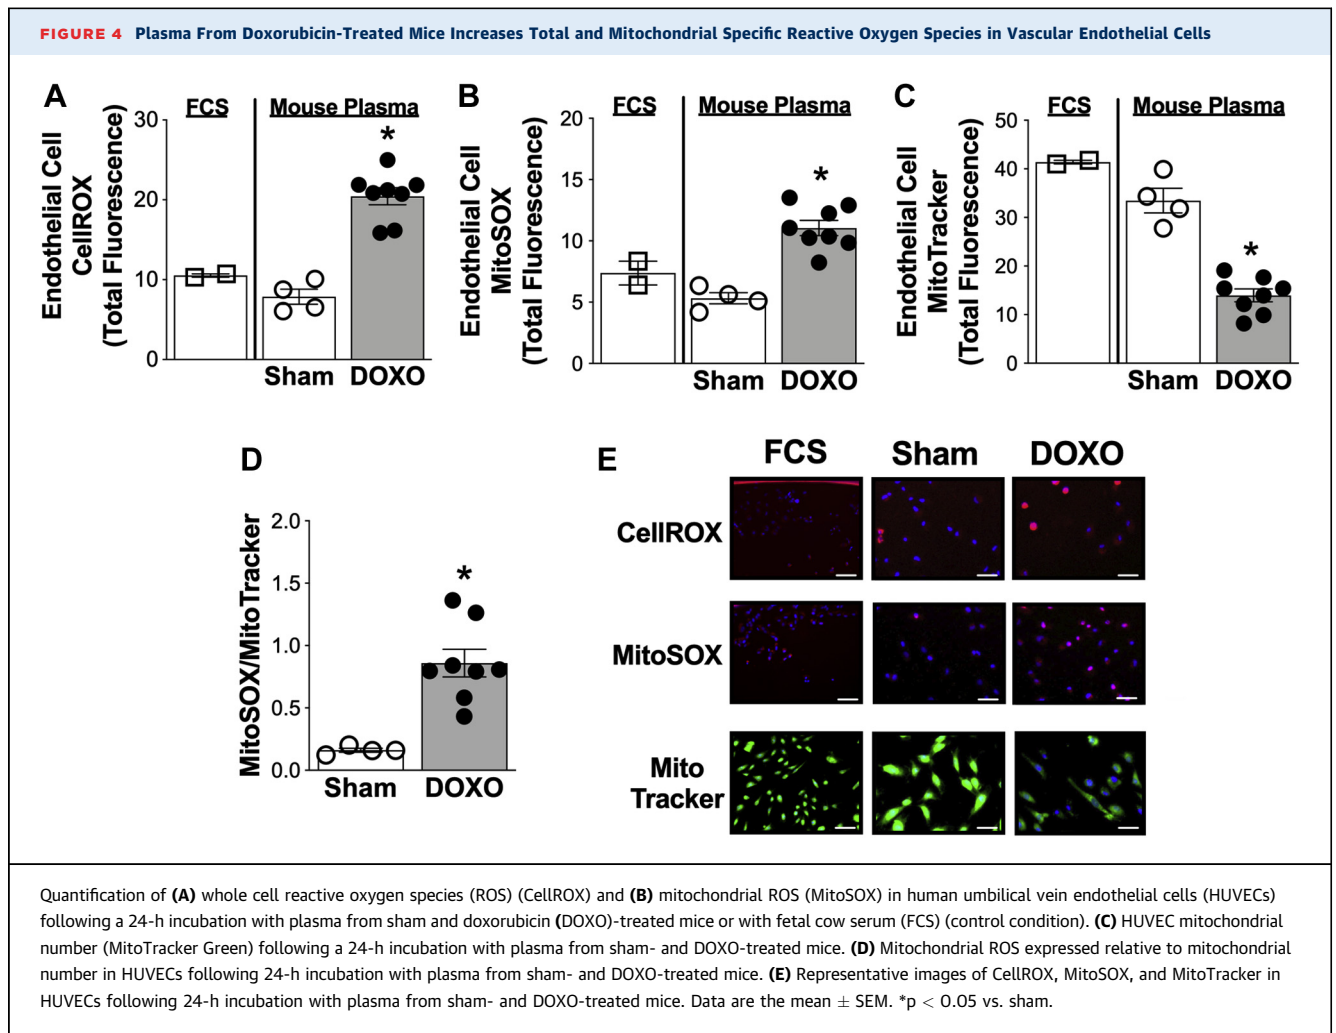 FIGURE 4 Plasma From Doxorubicin-Treated Mice Increases Total and Mitochondrial Specific Reactive Oxygen Species in Vascular Endothelial Cells
A
FCS
Mouse Plasma
Endothelial Cell
CellROX
(Total Fluorescence)
30
20
10
0
*
Sham
DOXO
B
FCS
Mouse Plasma
Endothelial Cell
MitoSOX
(Total Fluorescence)
20
15
10
5
0
*
Sham
DOXO
C
FCS
Mouse Plasma
Endothelial Cell
MitoTracker
(Total Fluorescence)
50
40
30
20
10
0
*
Sham
DOXO
D
MitoSOX/MitoTracker
2.0
1.5
1.0
0.5
0.0
*
Sham
DOXO
E
FCS
Sham
DOXO
CellROX
MitoSOX
Mito
Tracker
Quantification of (A) whole cell reactive oxygen species (ROS) (CellROX) and (B) mitochondrial ROS (MitoSOX) in human umbilical vein endothelial cells (HUVECs)
following a 24-h incubation with plasma from sham and doxorubicin (DOXO)-treated mice or with fetal cow serum (FCS) (control condition). (C) HUVEC mitochondrial
number (MitoTracker Green) following a 24-h incubation with plasma from sham- and DOXO-treated mice. (D) Mitochondrial ROS expressed relative to mitochondrial
number in HUVECs following 24-h incubation with plasma from sham- and DOXO-treated mice. (E) Representative images of CellROX, MitoSOX, and MitoTracker in
HUVECs following 24-h incubation with plasma from sham- and DOXO-treated mice. Data are the mean ± SEM. *p < 0.05 vs. sham.